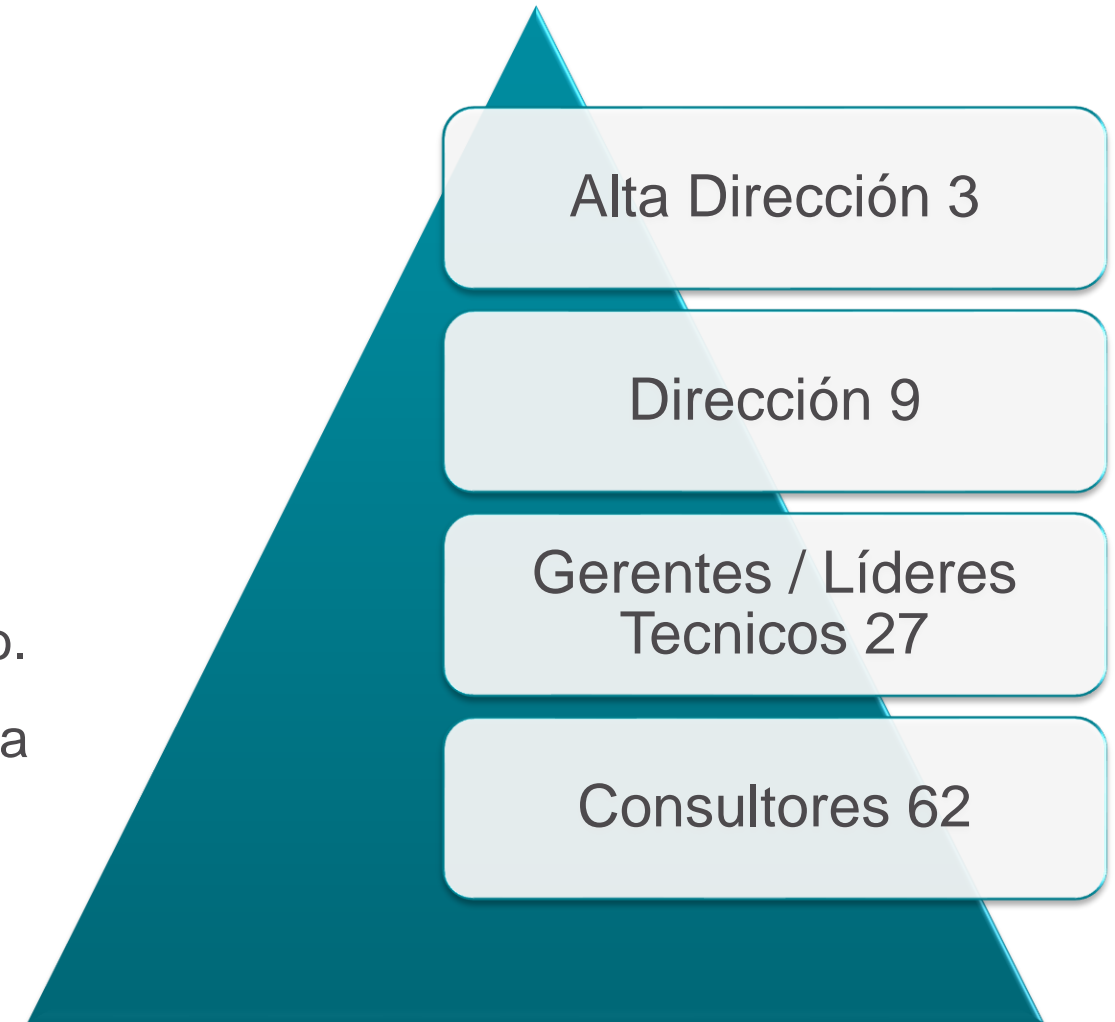 Alta Dirección 3
Dirección 9
Gerentes / Líderes
Tecnicos 27
o.
a
Consultores 62